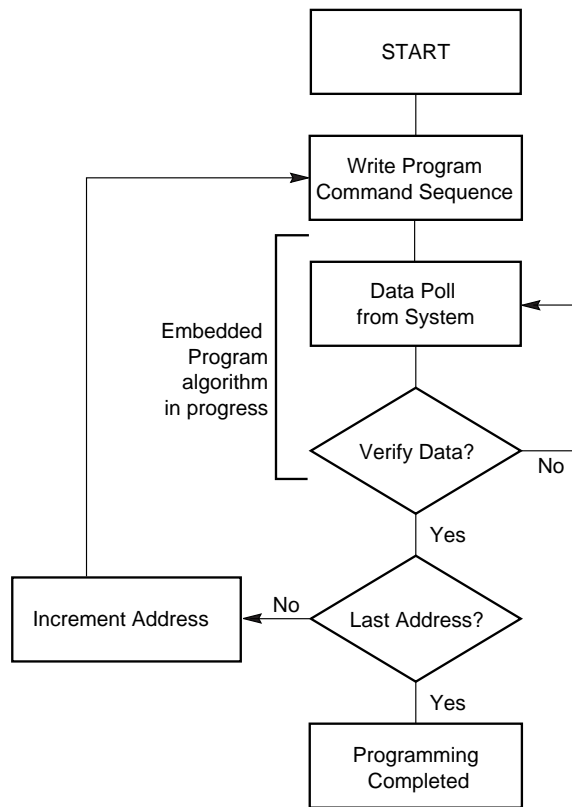 START
Write Program
Command Sequence
Data Poll
from System
Embedded
Program
algorithm
in progress
Verify Data?
No
Yes
Last Address?
No
Increment Address
Yes
Programming
Completed